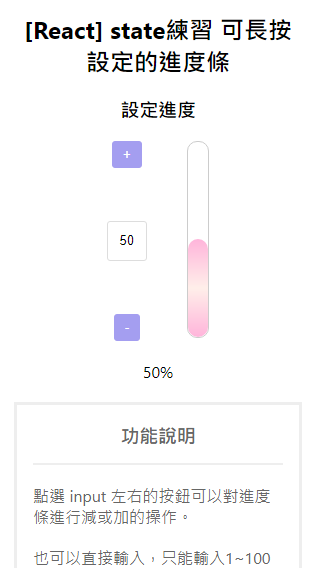 [React] state練習 可長按
設定的進度條
設定進度
+
50
-
50%
功能說明
點選 input 左右的按鈕可以對進度
條進行減或加的操作。
也可以直接輸入，只能輸入1~100